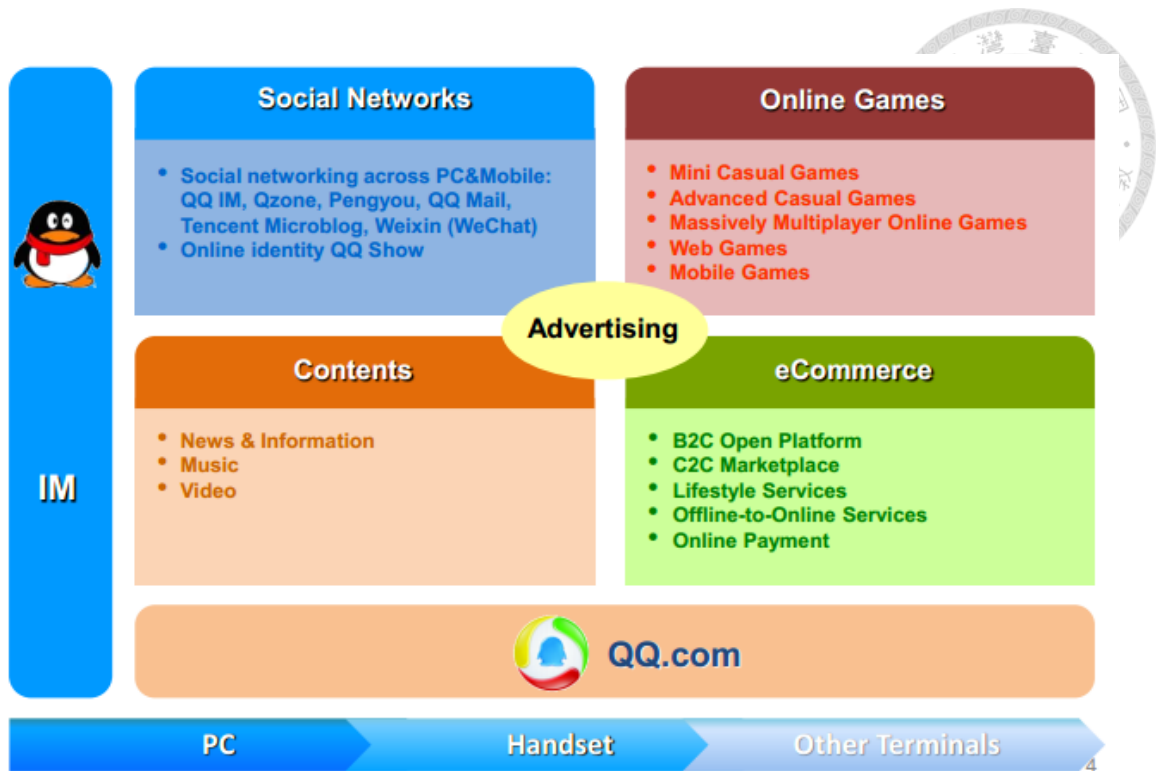 灣 臺
Social Networks
• Social networking across PC&Mobile:
QQ IM, Qzone, Pengyou, QQ Mail,
Tencent Microblog, Weixin (WeChat)
• Online identity QQ Show
Online Games
• Mini Casual Games
• Advanced Casual Games
• Massively Multiplayer Online Games
• Web Games
• Mobile Games
Advertising
Contents
• News & Information
• Music
• Video
eCommerce
• B2C Open Platform
• C2C Marketplace
• Lifestyle Services
• Offline-to-Online Services
• Online Payment
IM
QQ.com
PC
Handset
Other Terminals
4